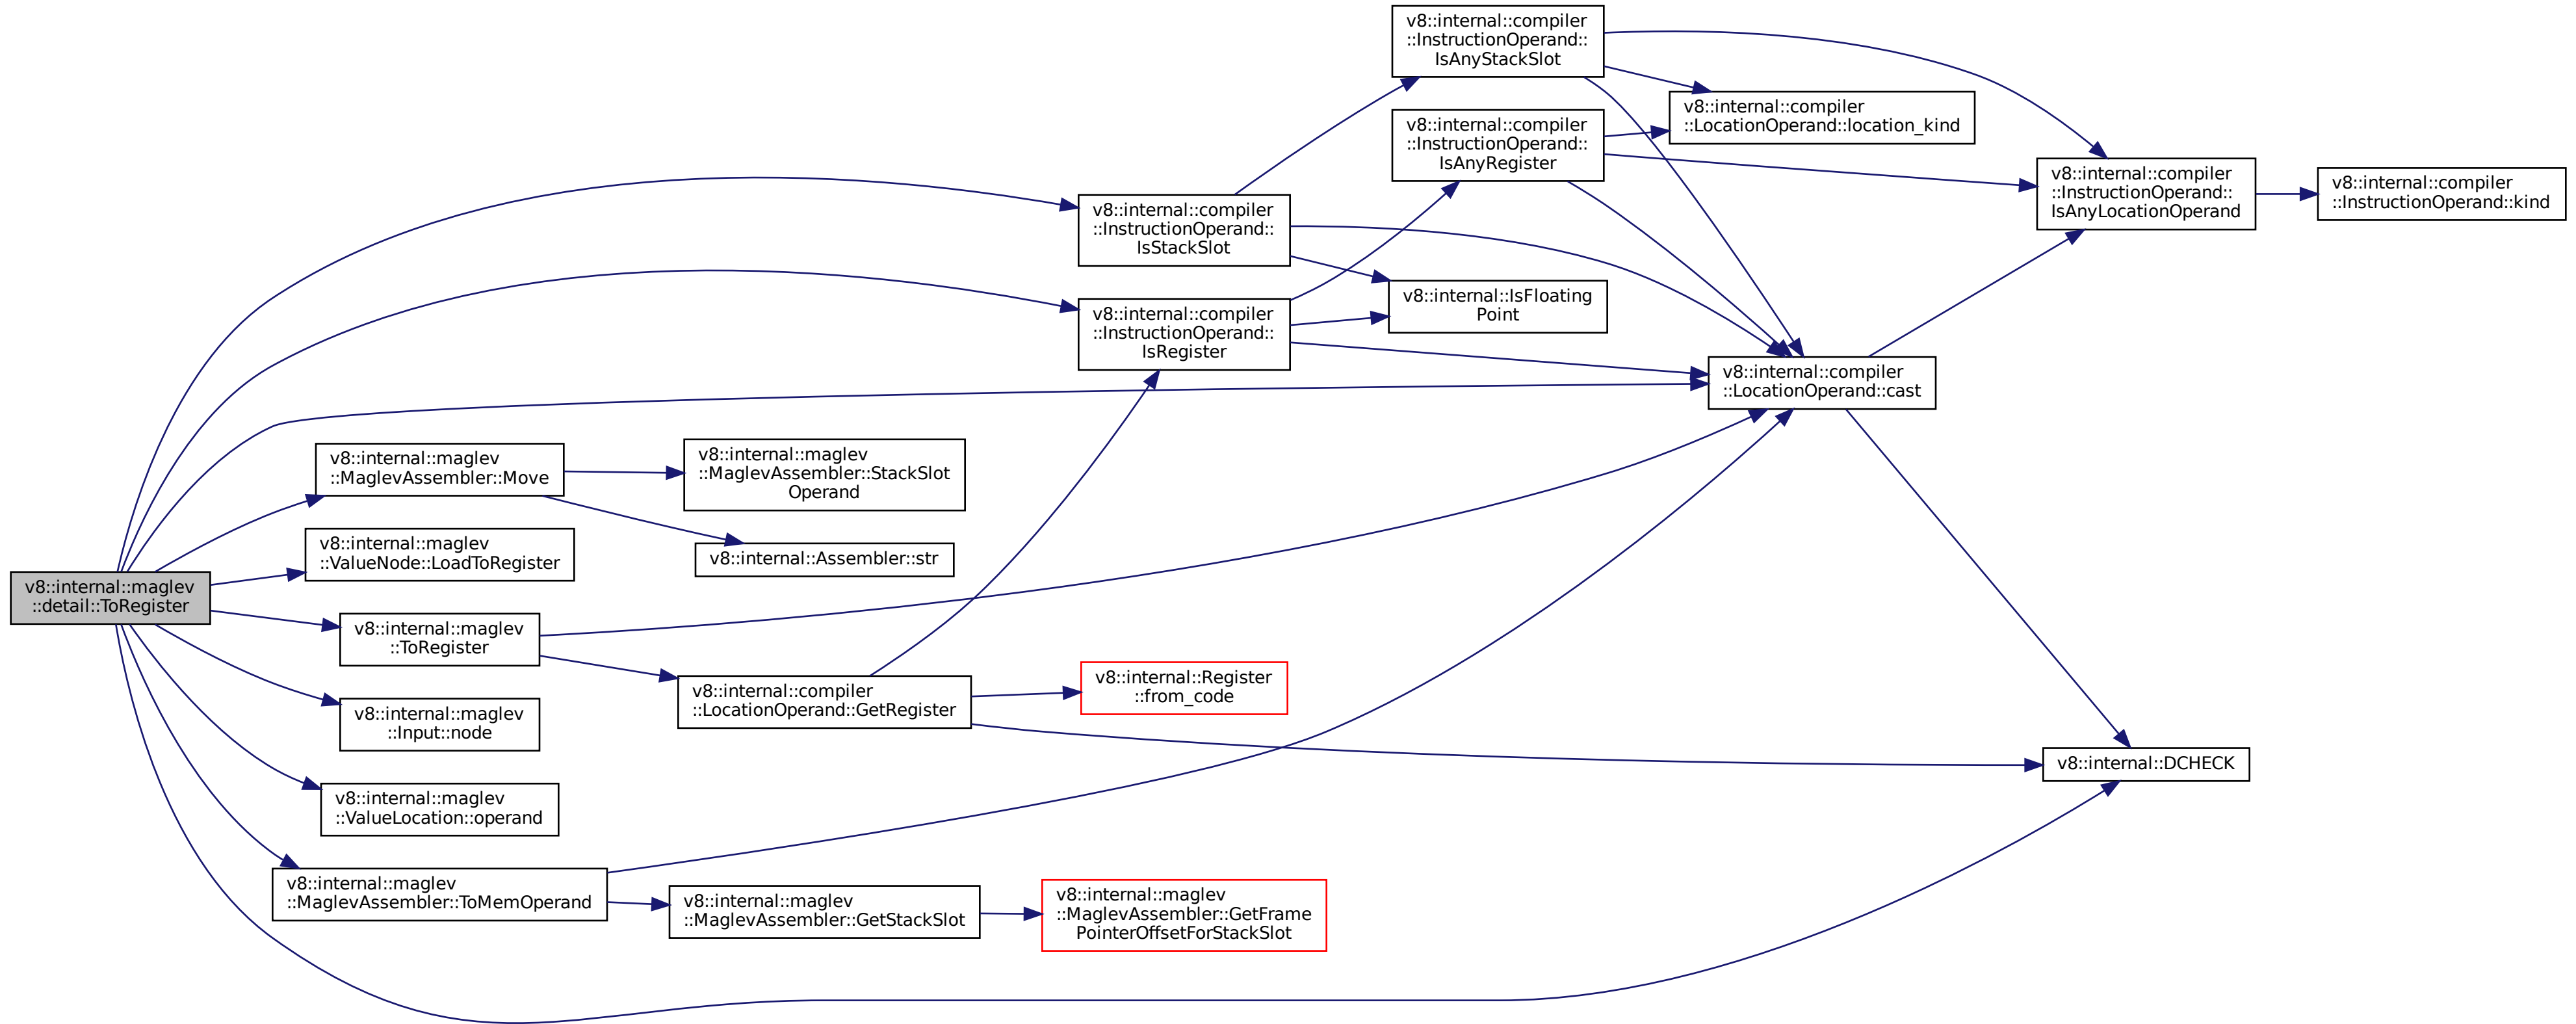 v8::internal::compiler
::InstructionOperand::
IsAnyStackSlot
v8::internal::compiler
::LocationOperand::location_kind
v8::internal::compiler
::InstructionOperand::
IsAnyRegister
v8::internal::compiler
::InstructionOperand::
IsAnyLocationOperand
v8::internal::compiler
::InstructionOperand::kind
v8::internal::compiler
::InstructionOperand::
IsStackSlot
v8::internal::IsFloating
Point
v8::internal::compiler
::InstructionOperand::
IsRegister
v8::internal::compiler
::LocationOperand::cast
v8::internal::maglev
::MaglevAssembler::Move
v8::internal::maglev
::MaglevAssembler::StackSlot
Operand
v8::internal::Assembler::str
v8::internal::maglev
::ValueNode::LoadToRegister
v8::internal::maglev
::detail::ToRegister
v8::internal::maglev
::ToRegister
v8::internal::compiler
::LocationOperand::GetRegister
v8::internal::Register
::from_code
v8::internal::maglev
::Input::node
v8::internal::DCHECK
v8::internal::maglev
::ValueLocation::operand
v8::internal::maglev
::MaglevAssembler::ToMemOperand
v8::internal::maglev
::MaglevAssembler::GetStackSlot
v8::internal::maglev
::MaglevAssembler::GetFrame
PointerOffsetForStackSlot